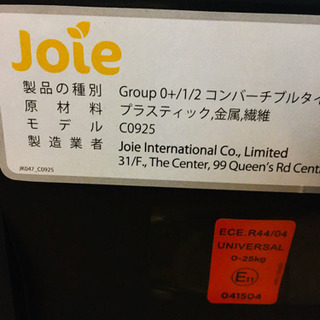 Joie
製品の種別 Group 0+/1/2 コンバーチブルタイ
原材料 プラスティック,金属,繊維
モデル C0925
製造業者 Joie International Co., Limited
31/F., The Center, 99 Queen's Rd Cent
JK047_C0925
ECE.R44/04
UNIVERSAL
0-25kg
E11
041504